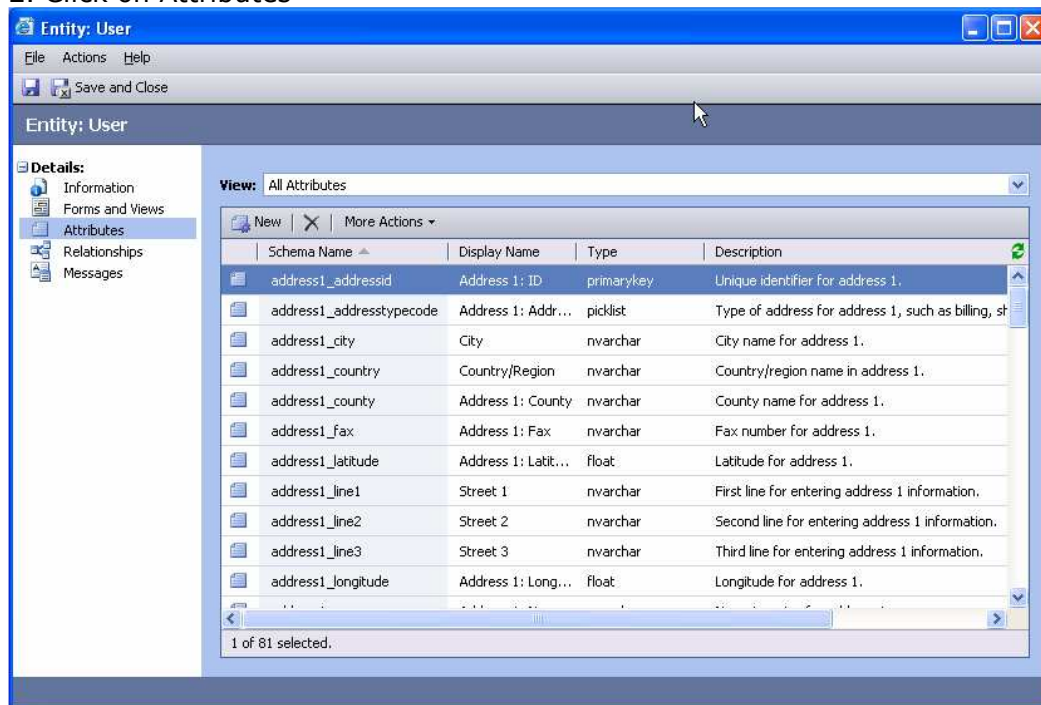 2. Click on Attributes
Entity: User
File Actions Help
Save and Close
Entity: User
Details:
Information
Forms and Views
Attributes
Relationships
Messages
View: All Attributes
New | More Actions
Schema Name Display Name Type Description
address1_addressid Address 1: ID primarykey Unique identifier for address 1.
address1_addresstypecode Address 1: Addr... picklist Type of address for address 1, such as billing, sh
address1_city City nvarchar City name for address 1.
address1_country Country/Region nvarchar Country/region name in address 1.
address1_county Address 1: County nvarchar County name for address 1.
address1_fax Address 1: Fax nvarchar Fax number for address 1.
address1_latitude Address 1: Latit... float Latitude for address 1.
address1_line1 Street 1 nvarchar First line for entering address 1 information.
address1_line2 Street 2 nvarchar Second line for entering address 1 information.
address1_line3 Street 3 nvarchar Third line for entering address 1 information.
address1_longitude Address 1: Long... float Longitude for address 1.
1 of 81 selected.